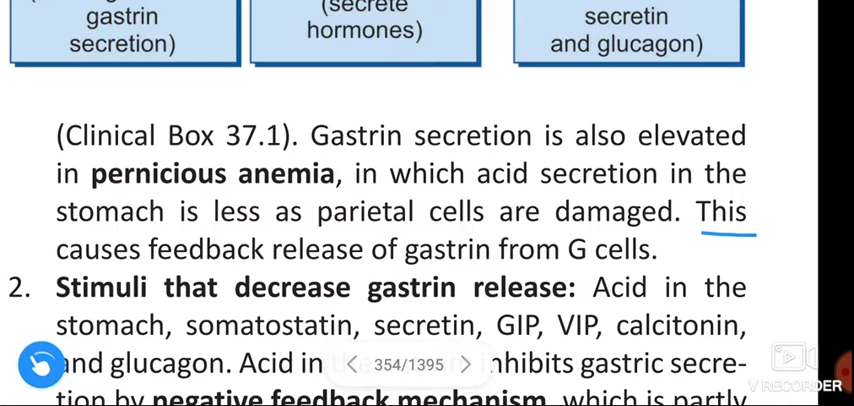 gastrin
secretion)
(secrete
hormones)
secretin
and glucagon)
(Clinical Box 37.1). Gastrin secretion is also elevated
in pernicious anemia, in which acid secretion in the
stomach is less as parietal cells are damaged. This
causes feedback release of gastrin from G cells.
2. Stimuli that decrease gastrin release: Acid in the
stomach, somatostatin, secretin, GIP, VIP, calcitonin,
and glucagon. Acid in inhibits gastric secre-
354/1395
tion by negative feedback mechanism, which is partly
V RECORDER